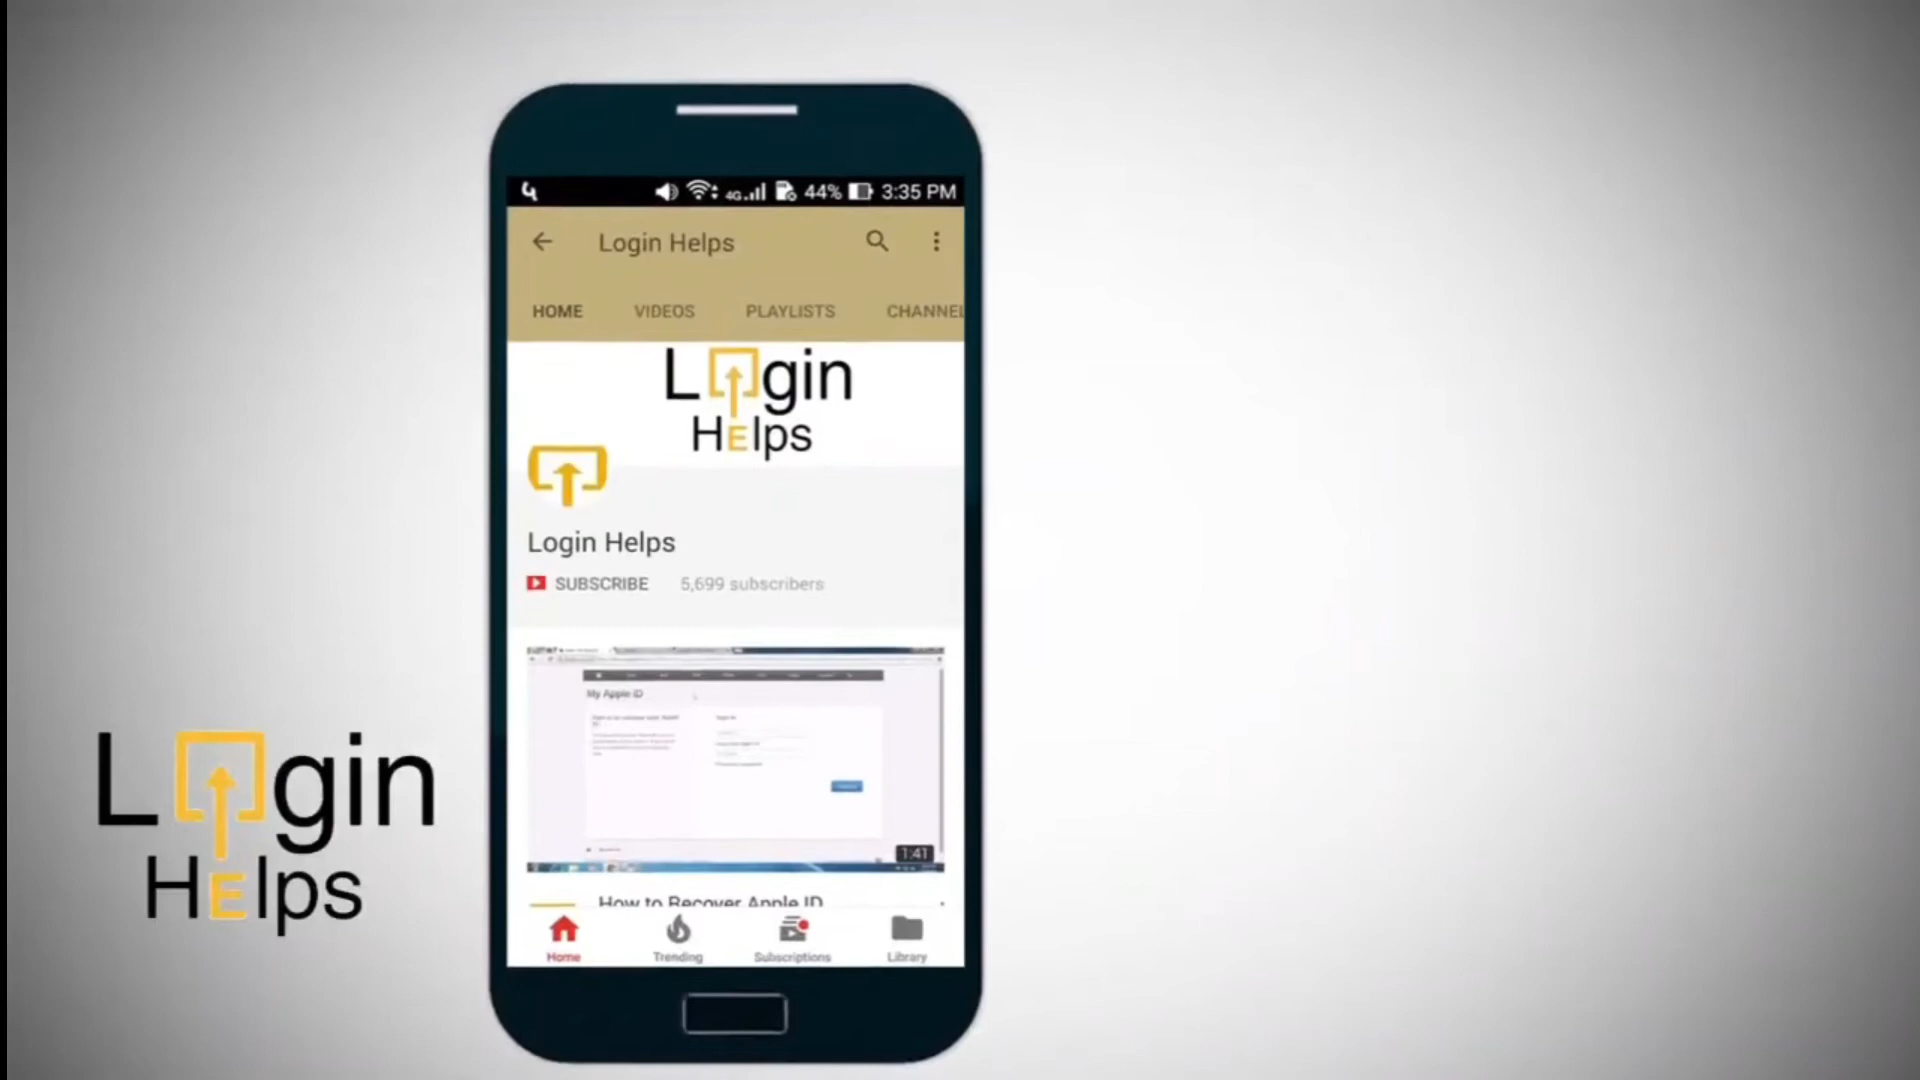 4G 44% 3:35 PM
Login Helps
HOME VIDEOS PLAYLISTS CHANNEL
Login
Helps
Login Helps
SUBSCRIBE 5,699 subscribers
My Apple ID
1:41
How to Recover Apple ID
Home Trending Subscriptions Library
Login
Helps